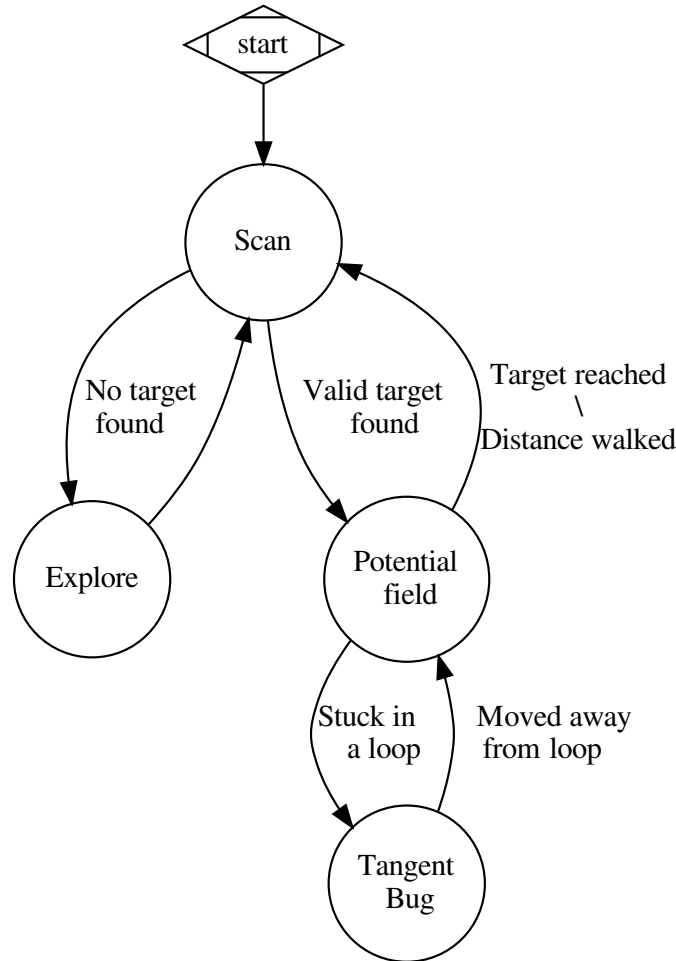 start
Scan
No target
found
Valid target
found
Target reached
\
Distance walked
Explore
Potential
field
Stuck in
a loop
Moved away
from loop
Tangent
Bug